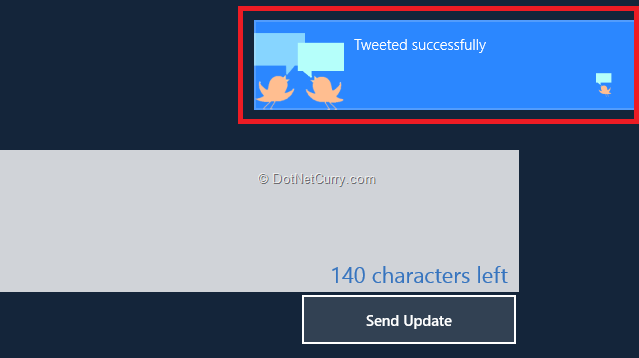 Tweeted successfully
© DotNetCurry.com
140 characters left
Send Update